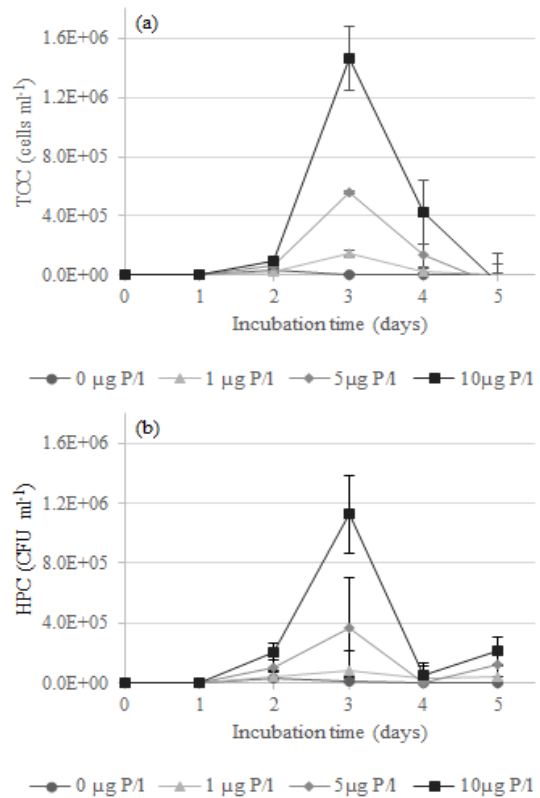 (a)
1.6E+06
1.2E+06
8.0E+05
4.0E+05
0.0E+00
TCC (cells ml-1)
0 1 2 3 4 5
Incubation time (days)
0 µg P/l 1 µg P/l 5µg P/l 10µg P/l
(b)
1.6E+06
1.2E+06
8.0E+05
4.0E+05
0.0E+00
HPC (CFU ml-1)
0 1 2 3 4 5
Incubation time (days)
0 µg P/l 1 µg P/l 5µg P/l 10µg P/l